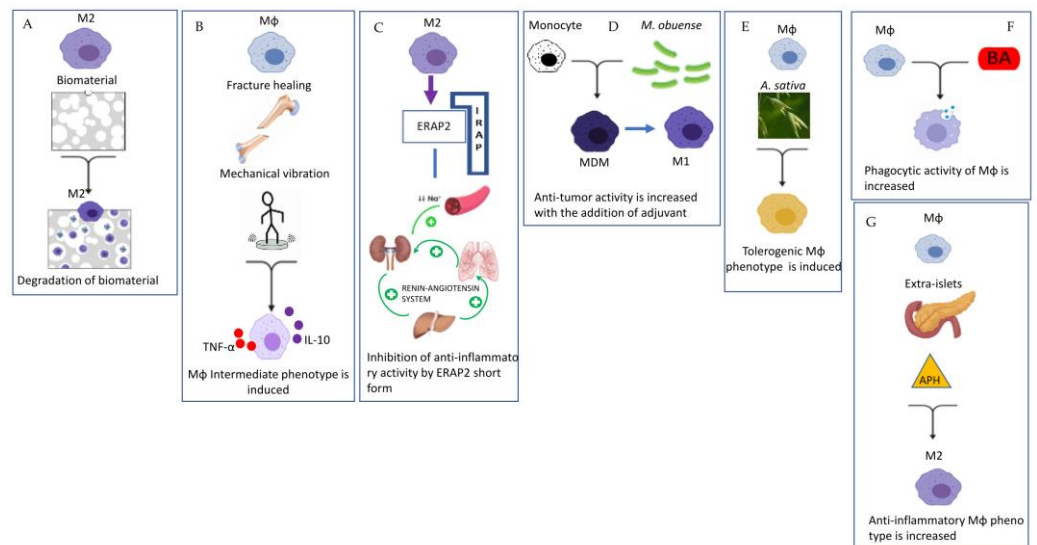 A
M2
Biomaterial
M2
Degradation of biomaterial
B
Mϕ
Fracture healing
Mechanical vibration
TNF-α
IL-10
Mϕ Intermediate phenotype is
induced
C
M2
ERAP2
IRAP
↓↓ Na⁺
RENIN-ANGIOTENSIN
SYSTEM
Inhibition of anti-inflammato
ry activity by ERAP2 short
form
Monocyte
D
M. obuense
MDM
M1
Anti-tumor activity is increased
with the addition of adjuvant
E
Mϕ
A. sativa
Tolerogenic Mϕ
phenotype is induced
F
Mϕ
BA
Phagocytic activity of Mϕ is
increased
G
Mϕ
Extra-islets
APH
M2
Anti-inflammatory Mϕ pheno
type is increased